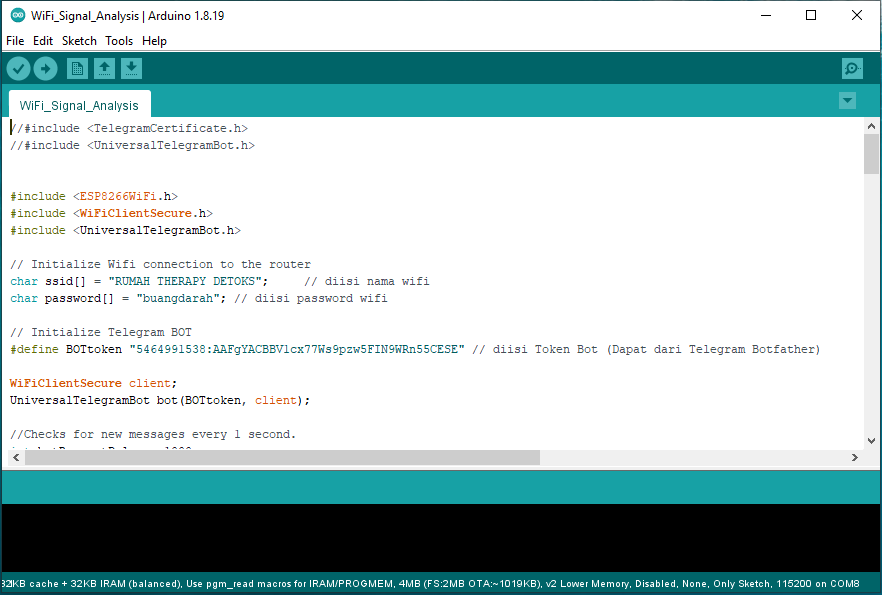 WiFi_Signal_Analysis | Arduino 1.8.19
File Edit Sketch Tools Help
WiFi_Signal_Analysis
//#include <TelegramCertificate.h>
//#include <UniversalTelegramBot.h>
#include <ESP8266WiFi.h>
#include <WiFiClientSecure.h>
#include <UniversalTelegramBot.h>
// Initialize Wifi connection to the router
char ssid[] = "RUMAH THERAPY DETOKS";     // diisi nama wifi
char password[] = "buangdarah"; // diisi password wifi
// Initialize Telegram BOT
#define BOTtoken "5464991538:AAFgYACBBVlcx77Ws9pzw5FIN9WRn55CESE" // diisi Token Bot (Dapat dari Telegram Botfather)
WiFiClientSecure client;
UniversalTelegramBot bot(BOTtoken, client);
//Checks for new messages every 1 second.
32KB cache + 32KB IRAM (balanced), Use pgm_read macros for IRAM/PROGMEM, 4MB (FS:2MB OTA:~1019KB), v2 Lower Memory, Disabled, None, Only Sketch, 115200 on COM8